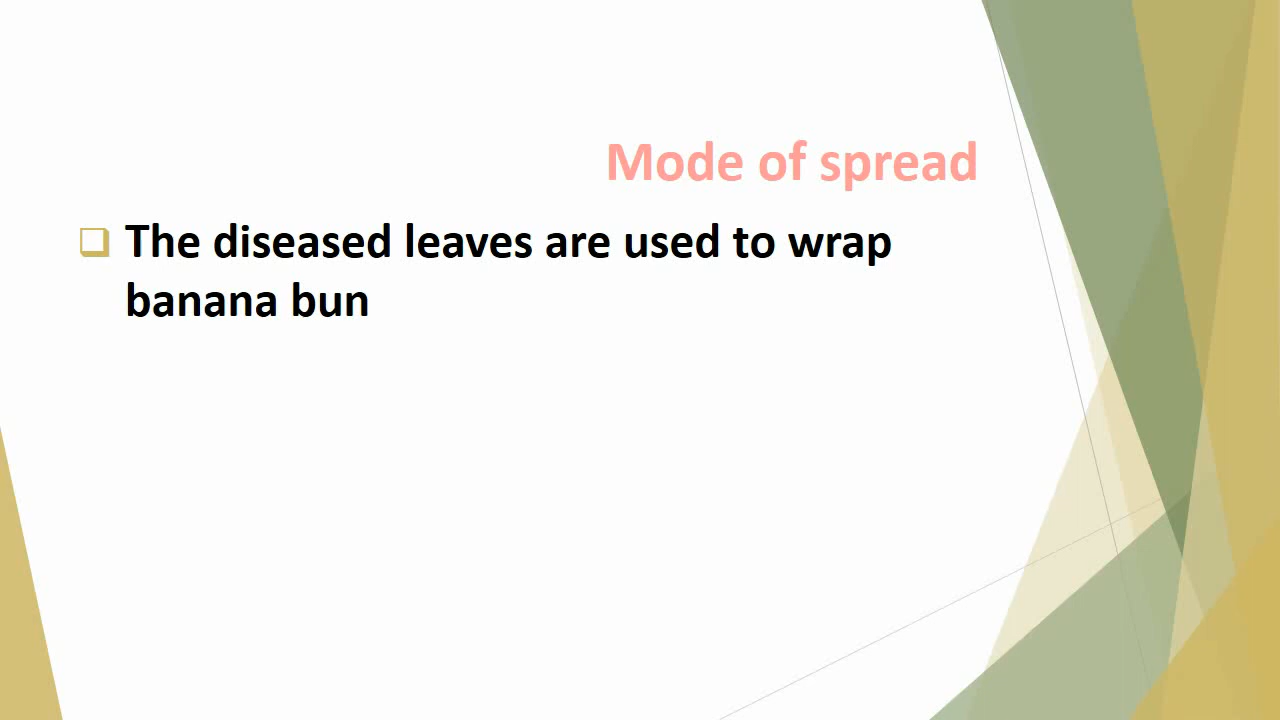 Mode of spread
The diseased leaves are used to wrap
banana bun